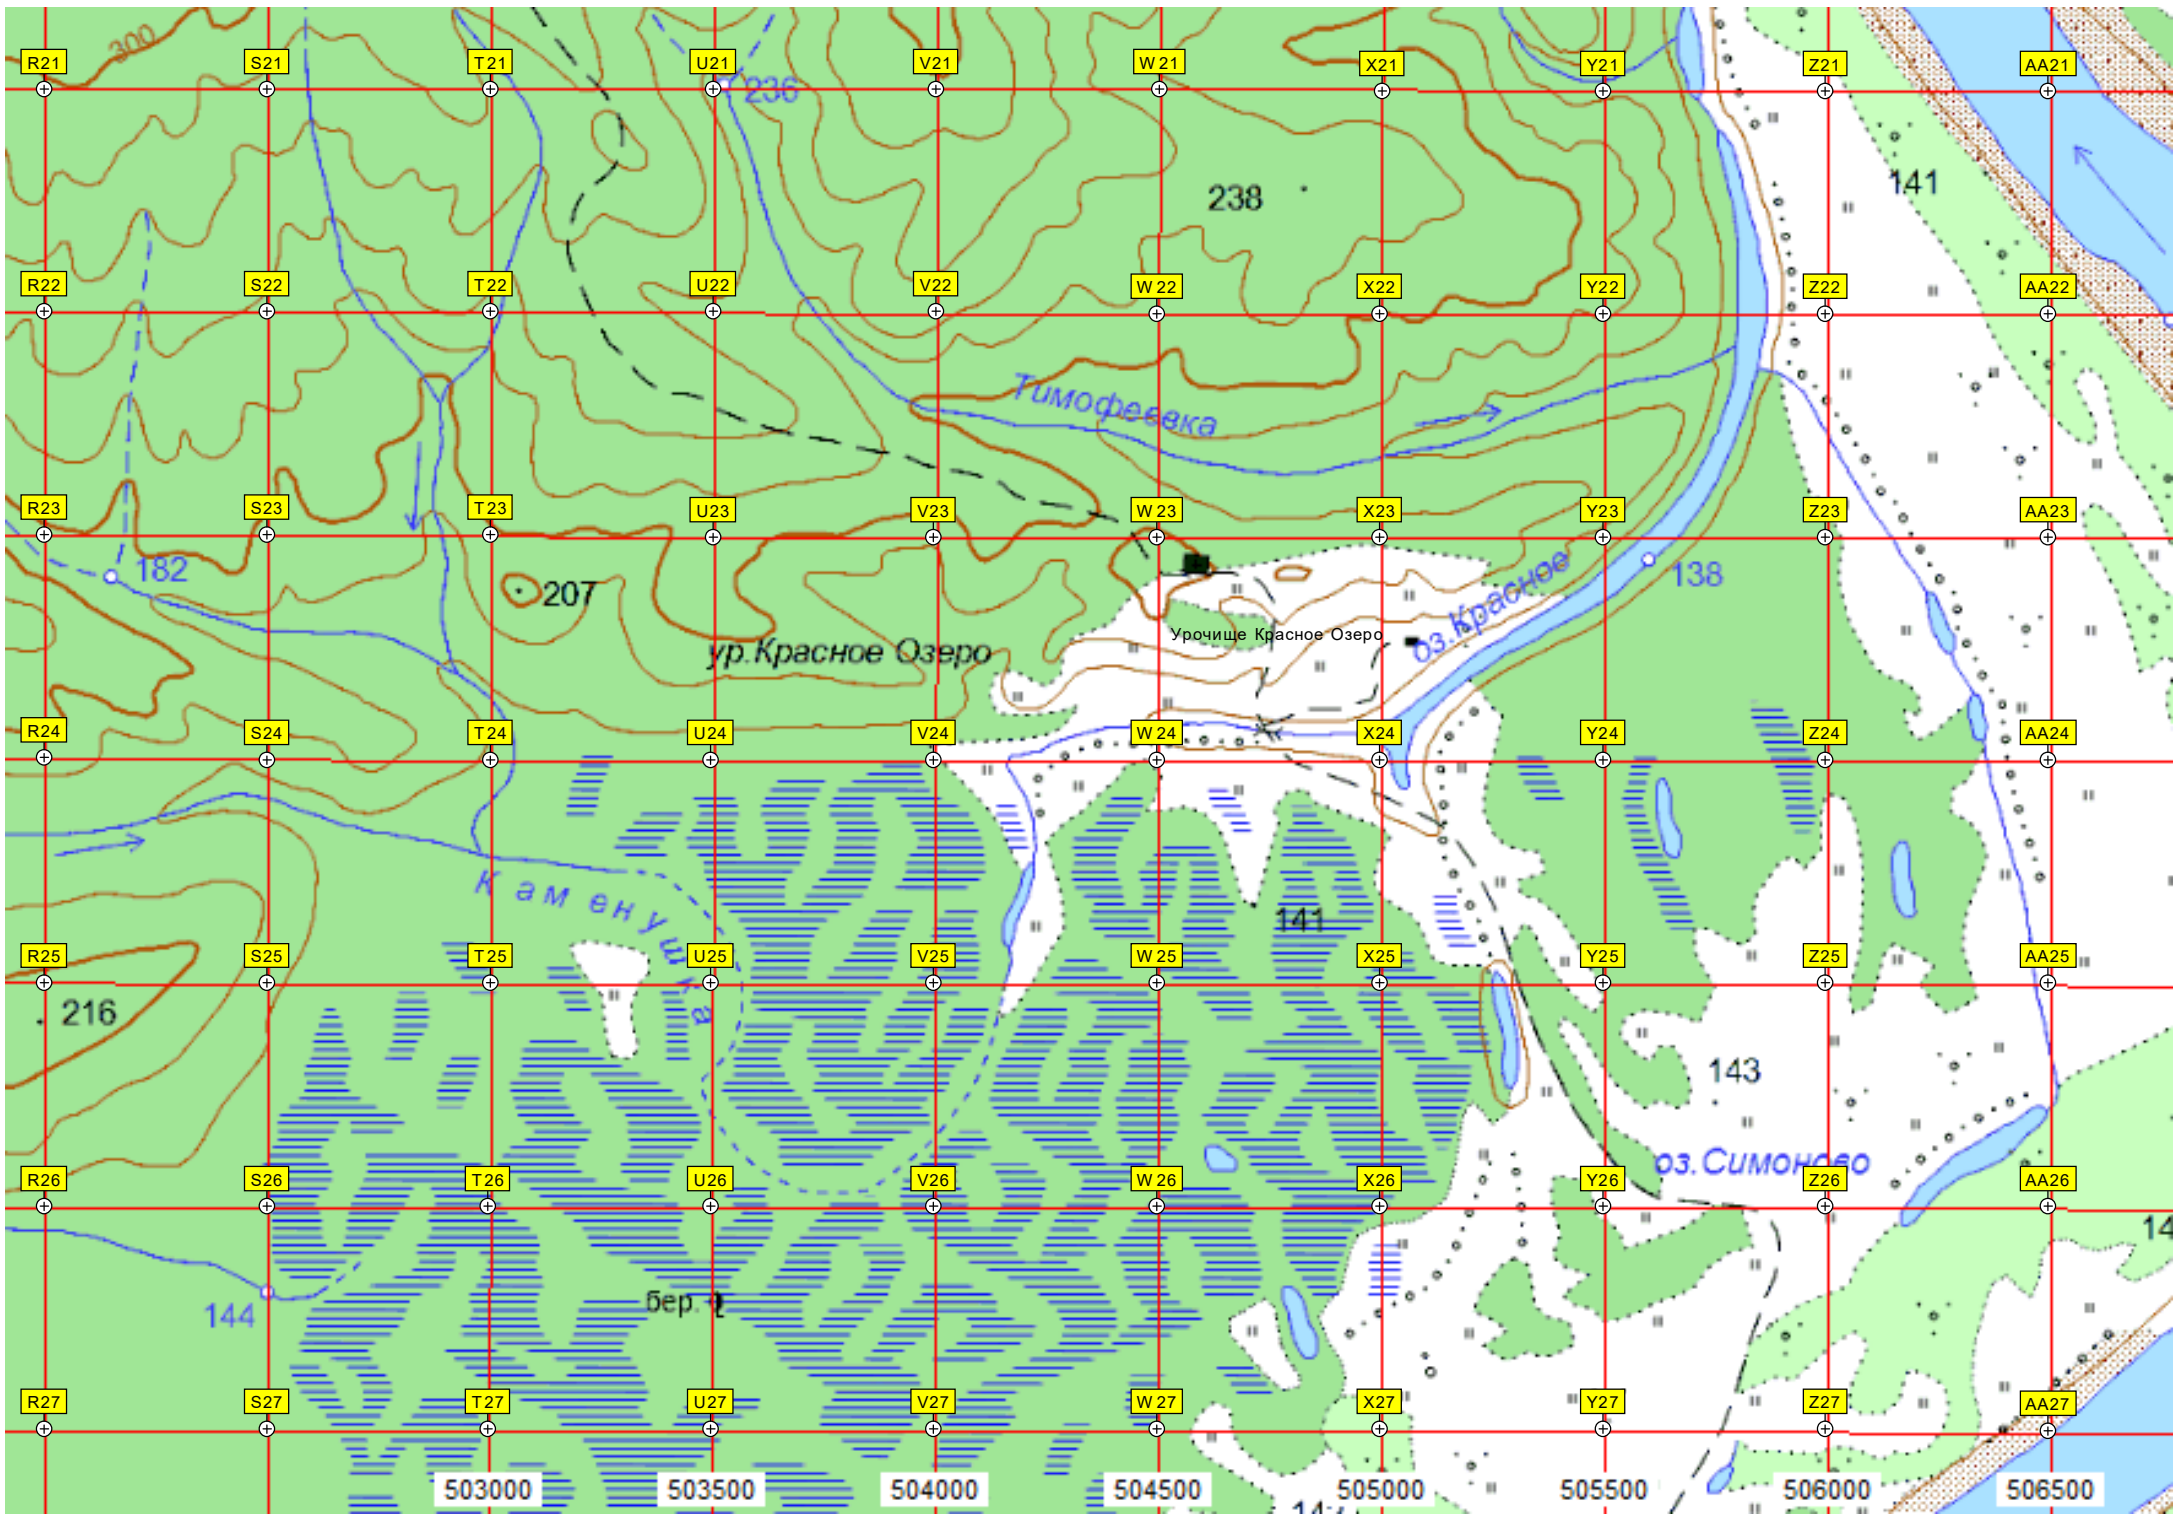 300
R21 S21 T21 U21 V21 W21 X21 Y21 Z21 AA21
236
141
238
R22 S22 T22 U22 V22 W22 X22 Y22 Z22 AA22
Тимофеевка
R23 S23 T23 U23 V23 W23 X23 Y23 Z23 AA23
182
207
138
оз.Красное
Урочище Красное Озеро
ур.Красное Озеро
R24 S24 T24 U24 V24 W24 X24 Y24 Z24 AA24
Каменушка
141
R25 S25 T25 U25 V25 W25 X25 Y25 Z25 AA25
216
143
оз.Симоново
R26 S26 T26 U26 V26 W26 X26 Y26 Z26 AA26
144
бер.
R27 S27 T27 U27 V27 W27 X27 Y27 Z27 AA27
503000 503500 504000 504500 505000 505500 506000 506500